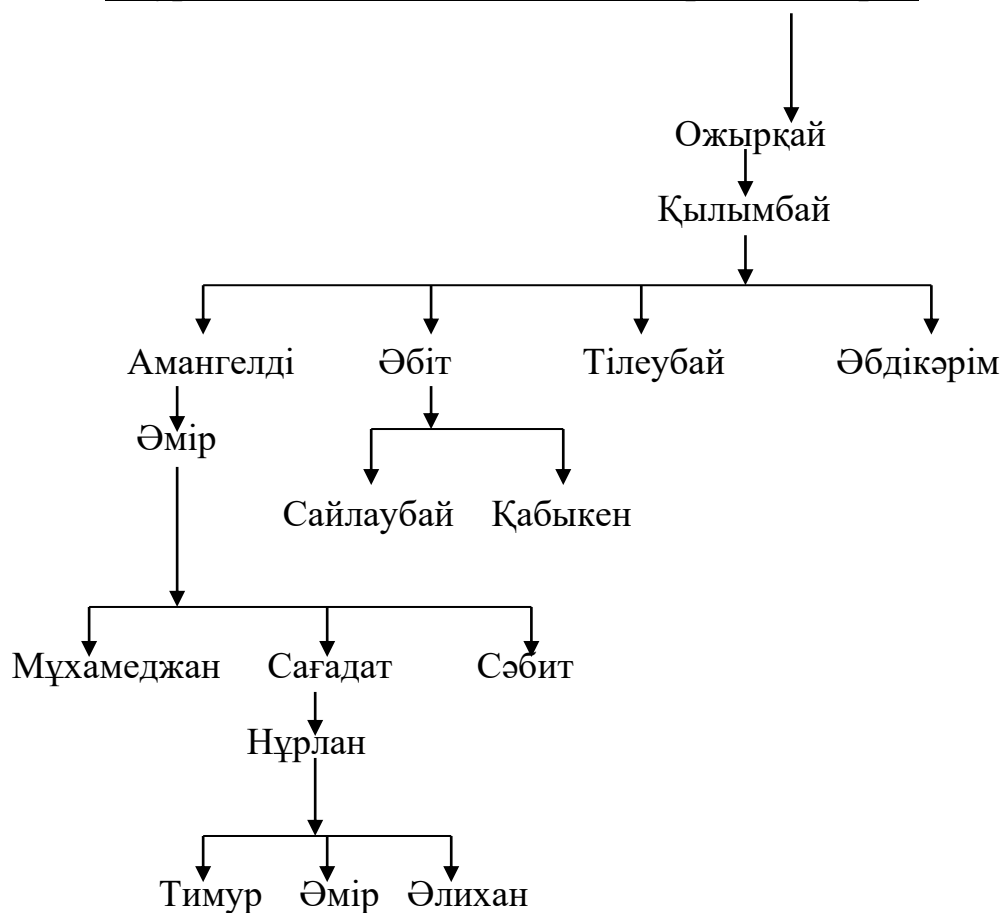 Ожырқай
Қылымбай
Амангелді Әбіт Тілеубай Әбдікәрім
Әмір
Сайлаубай Қабыкен
Мұхамеджан Сағадат Сәбит
Нұрлан
Тимур Әмір Әлихан